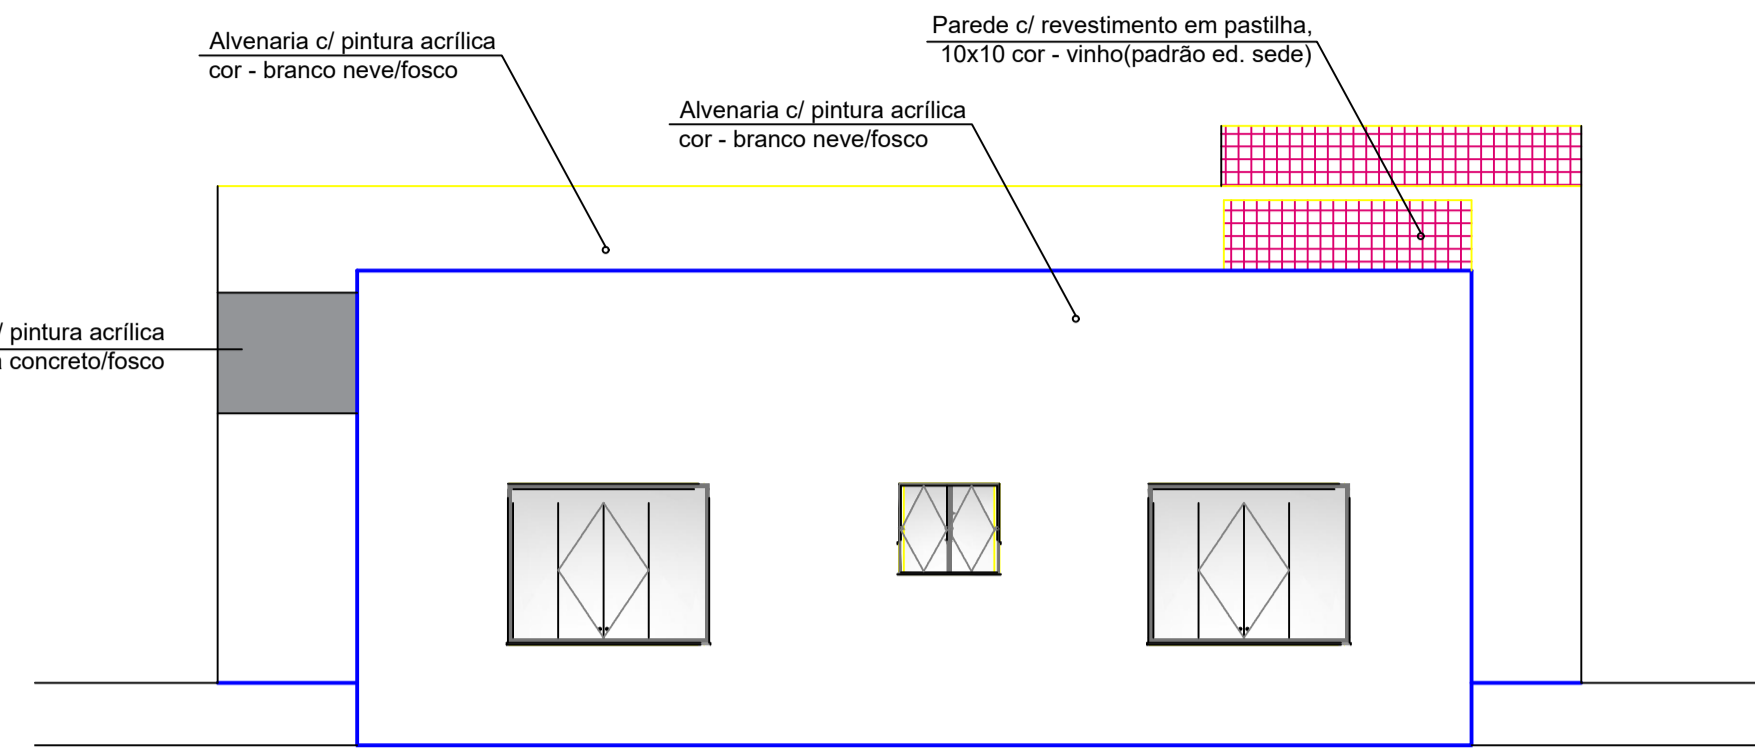 Parede c/ revestimento em pastilha,
10x10 cor - vinho(padrão ed. sede)
Alvenaria c/ pintura acrílica
cor - branco neve/fosco
Alvenaria c/ pintura acrílica
cor - branco neve/fosco
/ pintura acrílica
concreto/fosco